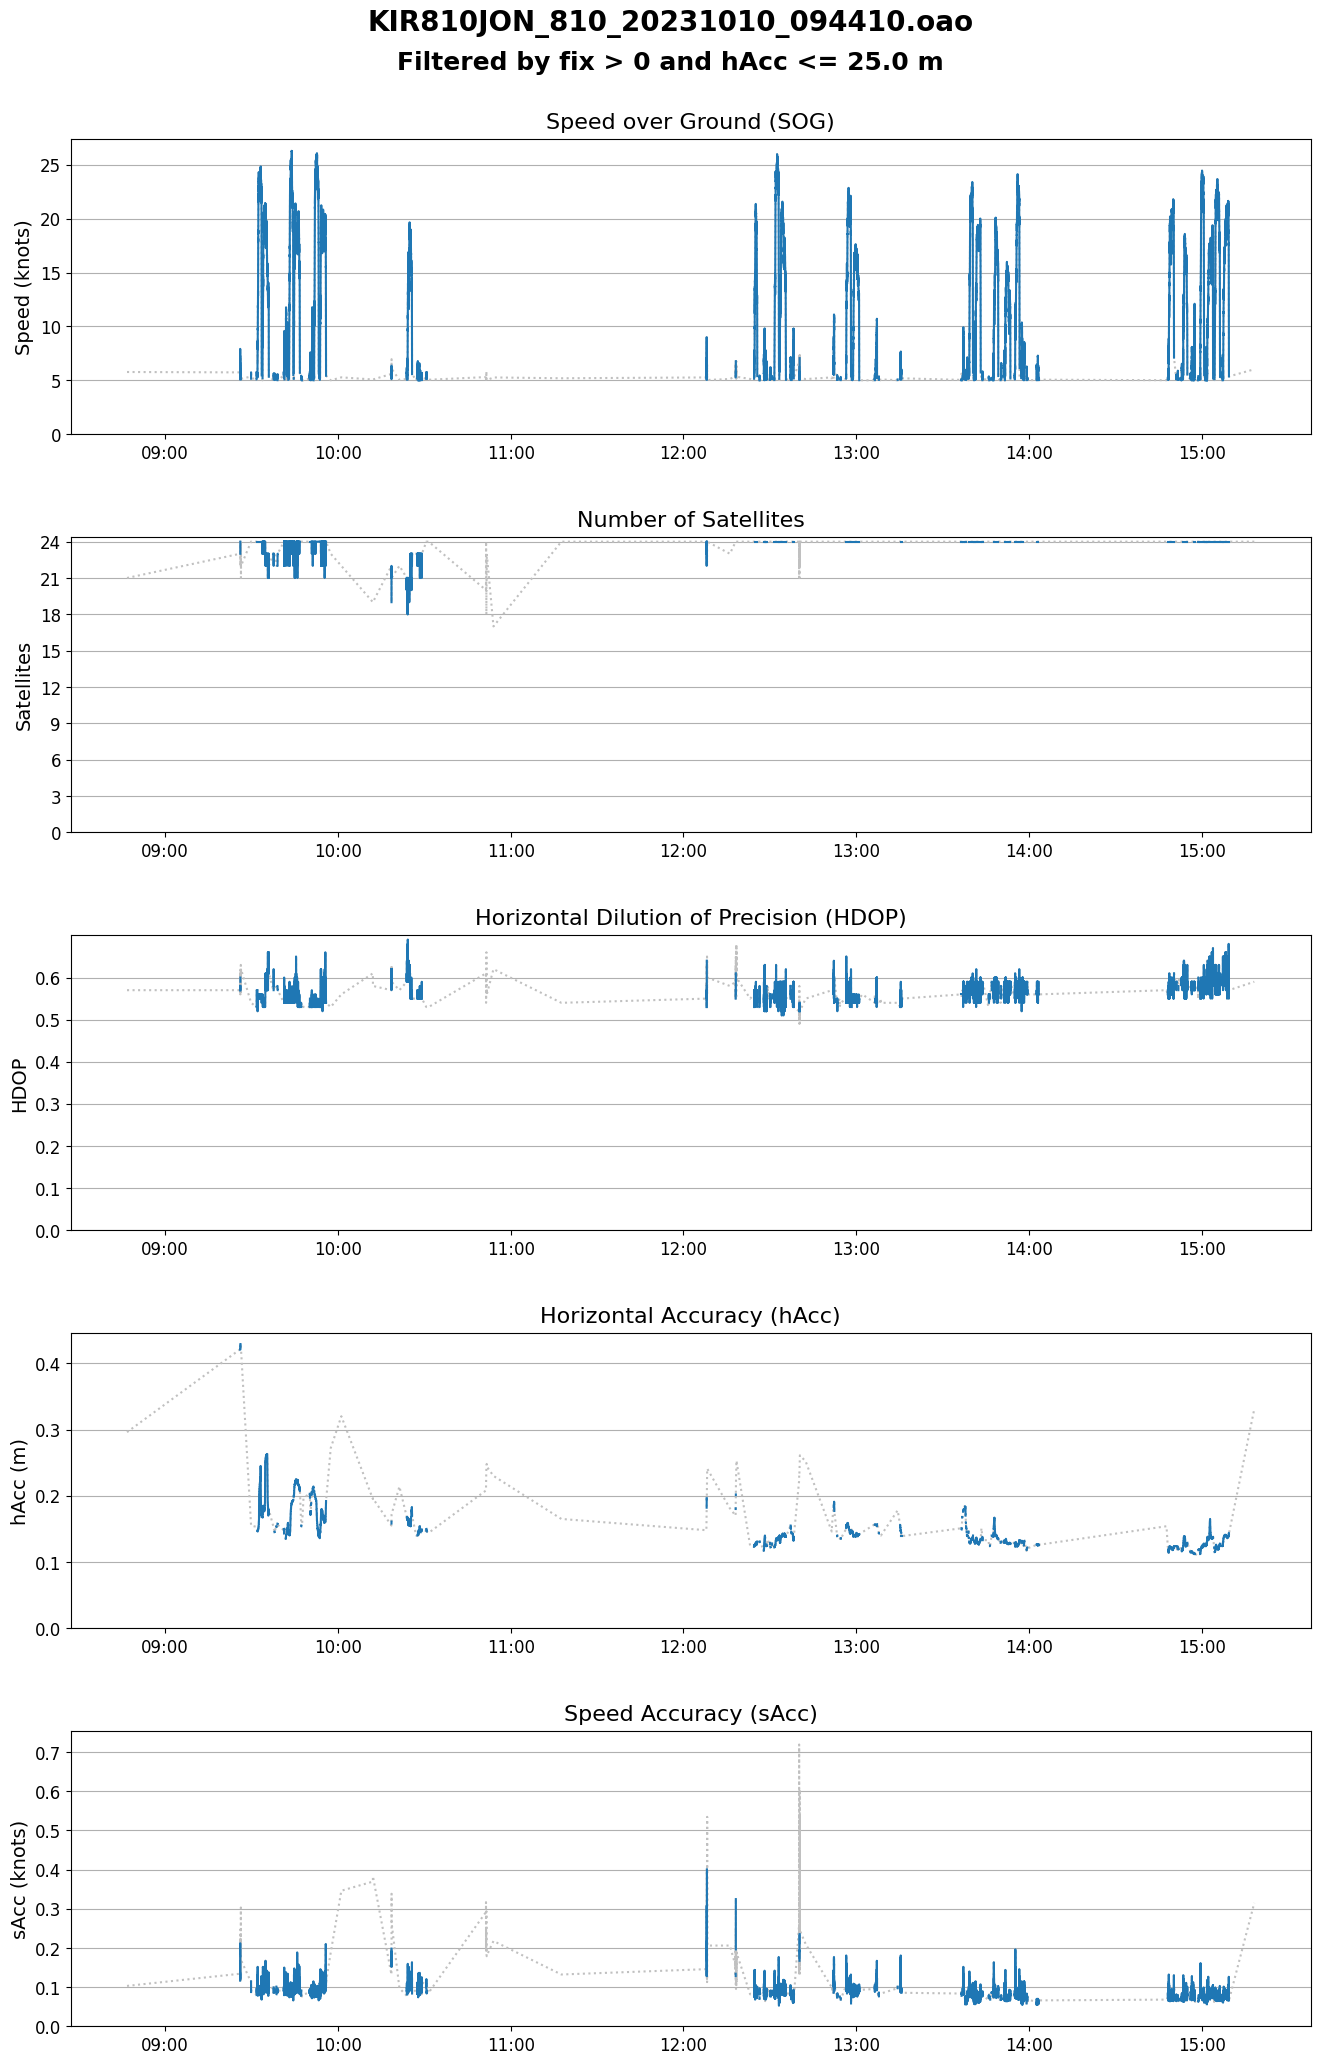 KIR810JON_810_20231010_094410.oao
Filtered by fix > 0 and hAcc <= 25.0 m
Speed over Ground (SOG)
Speed (knots)
25
20
15
10
5
0
09:00 10:00 11:00 12:00 13:00 14:00 15:00
Number of Satellites
Satellites
24
21
18
15
12
9
6
3
0
09:00 10:00 11:00 12:00 13:00 14:00 15:00
Horizontal Dilution of Precision (HDOP)
HDOP
0.6
0.5
0.4
0.3
0.2
0.1
0.0
09:00 10:00 11:00 12:00 13:00 14:00 15:00
Horizontal Accuracy (hAcc)
hAcc (m)
0.4
0.3
0.2
0.1
0.0
09:00 10:00 11:00 12:00 13:00 14:00 15:00
Speed Accuracy (sAcc)
sAcc (knots)
0.7
0.6
0.5
0.4
0.3
0.2
0.1
0.0
09:00 10:00 11:00 12:00 13:00 14:00 15:00